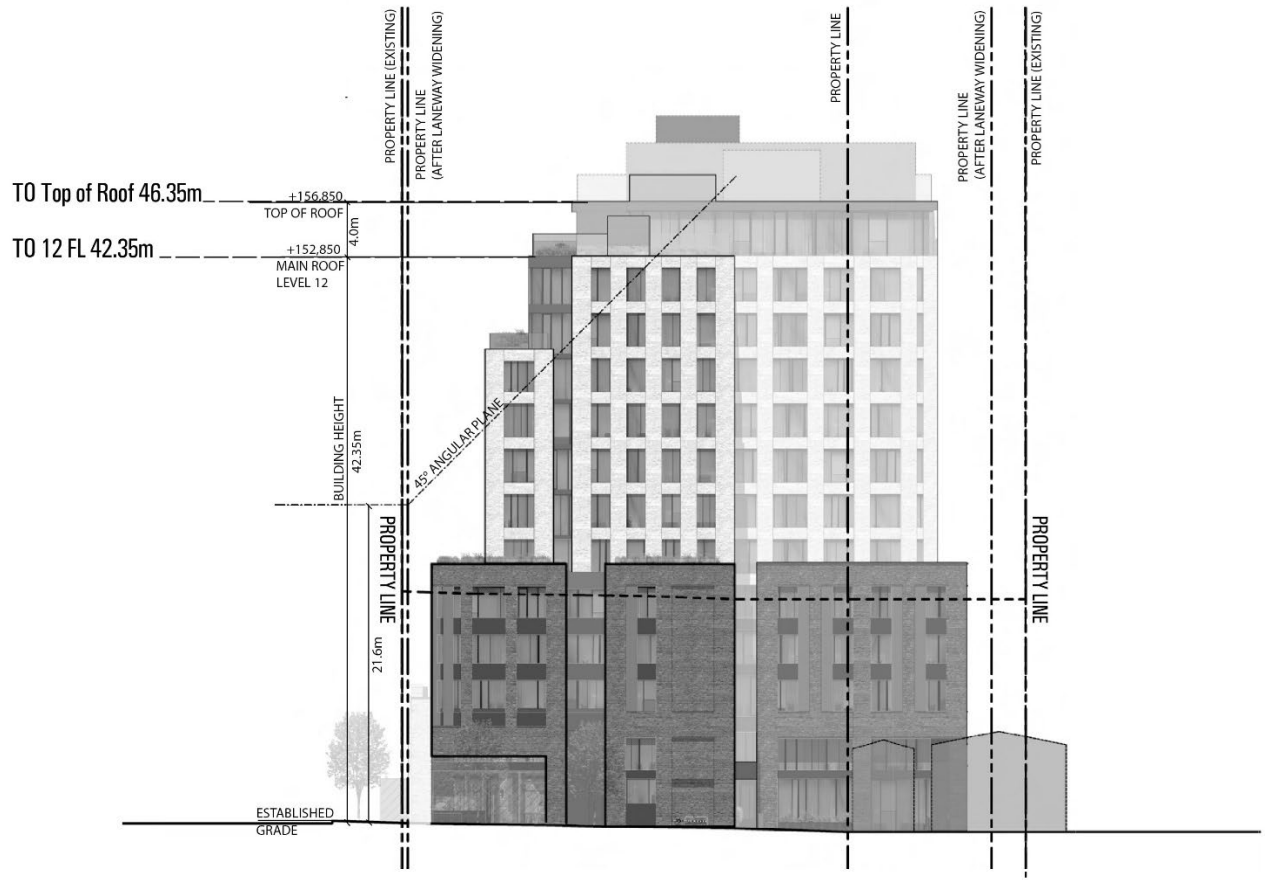 PROPERTY LINE (EXISTING)
PROPERTY LINE
(AFTER LANEWAY WIDENING)
PROPERTY LINE
PROPERTY LINE
(AFTER LANEWAY WIDENING)
PROPERTY LINE (EXISTING)
TO Top of Roof 46.35m
+156.850
TOP OF ROOF
4.0m
TO 12 FL 42.35m
+152.850
MAIN ROOF
LEVEL 12
BUILDING HEIGHT
42.35m
45° ANGULAR PLANE
PROPERTY LINE
PROPERTY LINE
21.6m
ESTABLISHED
GRADE